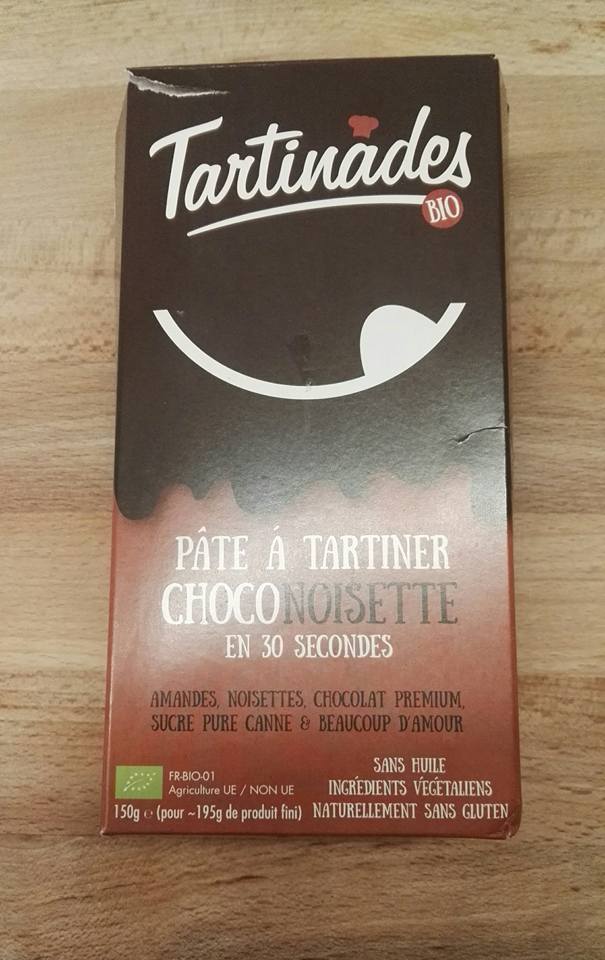 Tartinades
BIO
PÂTE Á TARTINER
CHOCONOISETTE
EN 30 SECONDES
AMANDES, NOISETTES, CHOCOLAT PREMIUM,
SUCRE PURE CANNE & BEAUCOUP D'AMOUR
FR-BIO-01
Agriculture UE / NON UE
150g e (pour ~195g de produit fini)
SANS HUILE
INGRÉDIENTS VÉGÉTALIENS
NATURELLEMENT SANS GLUTEN